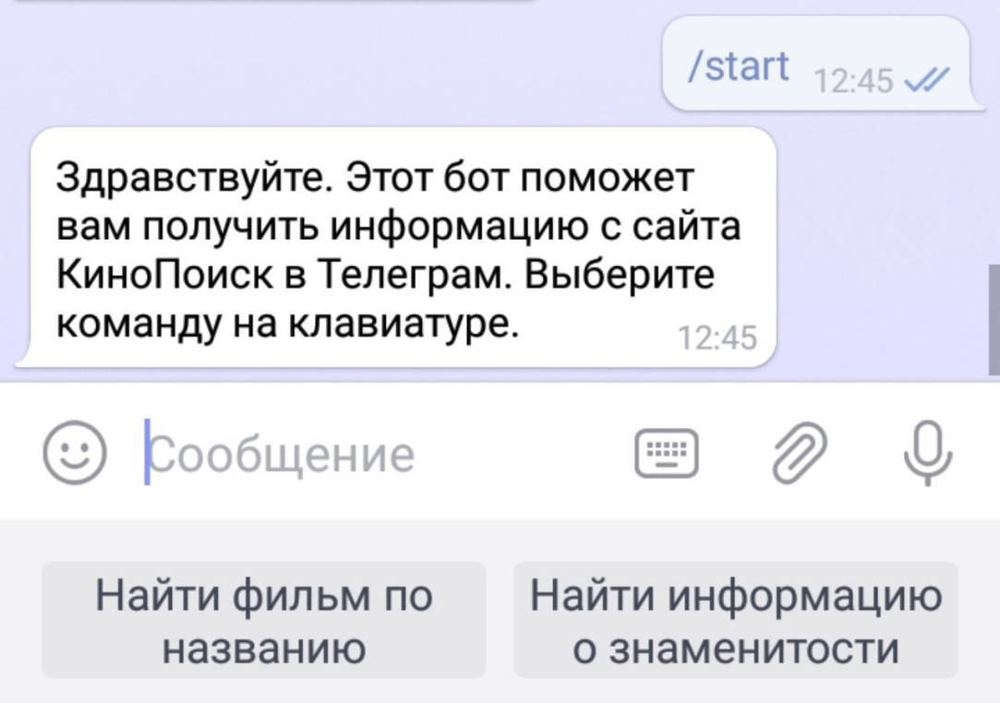 /start 12:45
Здравствуйте. Этот бот поможет
вам получить информацию с сайта
КиноПоиск в Телеграм. Выберите
команду на клавиатуре. 12:45
Сообщение
Найти фильм по
названию
Найти информацию
о знаменитости